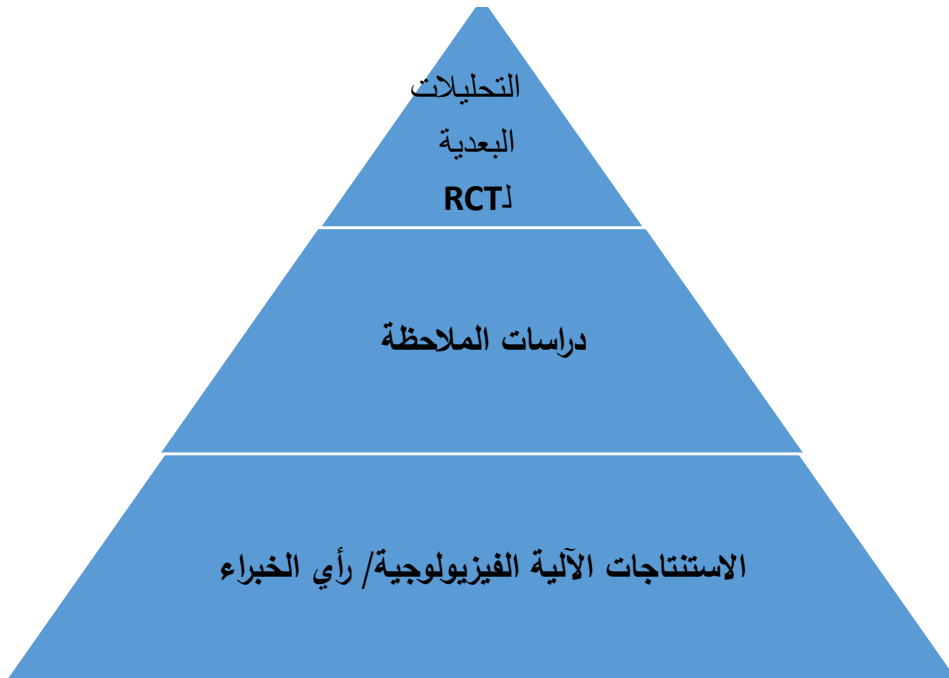 التحليلات
البعدية
لـRCT
دراسات الملاحظة
الاستنتاجات الآلية الفيزيولوجية/ رأي الخبراء